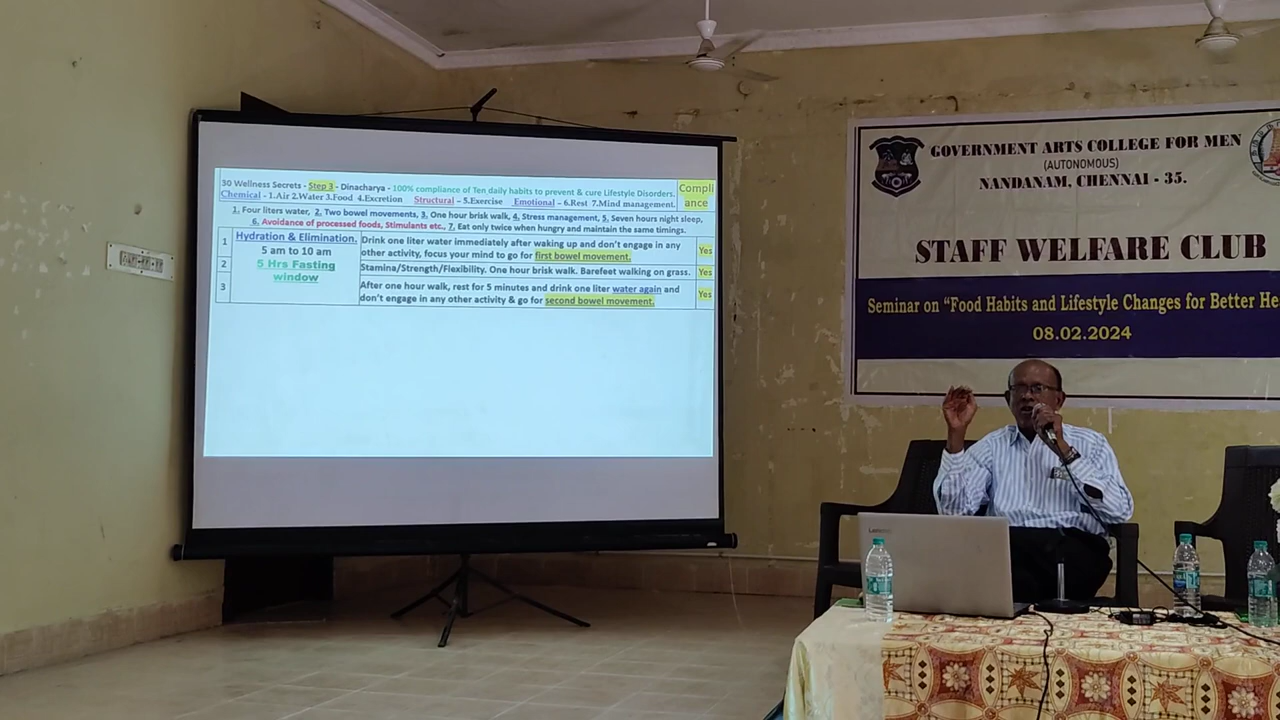 30 Wellness Secrets - Step 3 - Dinacharya - 100% compliance of Ten daily habits to prevent & cure Lifestyle Disorders.
Chemical - 1.Air 2.Water 3.Food 4.Excretion Structural - 5.Exercise Emotional - 6.Rest 7.Mind management.
Compli
ance
1. Four liters water, 2. Two bowel movements, 3. One hour brisk walk, 4. Stress management, 5. Seven hours night sleep,
6. Avoidance of processed foods, Stimulants etc., 7. Eat only twice when hungry and maintain the same timings.
1
Hydration & Elimination.
5 am to 10 am
5 Hrs Fasting
window
Drink one liter water immediately after waking up and don't engage in any
other activity, focus your mind to go for first bowel movement.
Yes
2
Stamina/Strength/Flexibility. One hour brisk walk. Barefeet walking on grass.
Yes
3
After one hour walk, rest for 5 minutes and drink one liter water again and
don't engage in any other activity & go for second bowel movement.
Yes
GOVERNMENT ARTS COLLEGE FOR MEN
(AUTONOMOUS)
NANDANAM, CHENNAI - 35.
STAFF WELFARE CLUB
Seminar on "Food Habits and Lifestyle Changes for Better He
08.02.2024
Lenovo